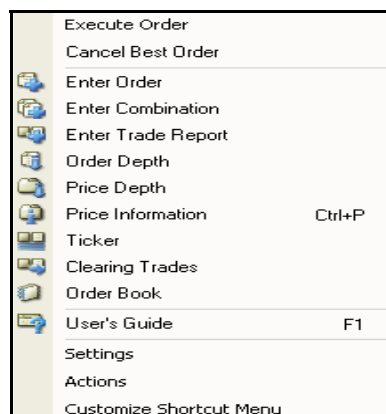 Execute Order
Cancel Best Order
Enter Order
Enter Combination
Enter Trade Report
Order Depth
Price Depth
Price Information Ctrl+P
Ticker
Clearing Trades
Order Book
User's Guide F1
Settings
Actions
Customize Shortcut Menu